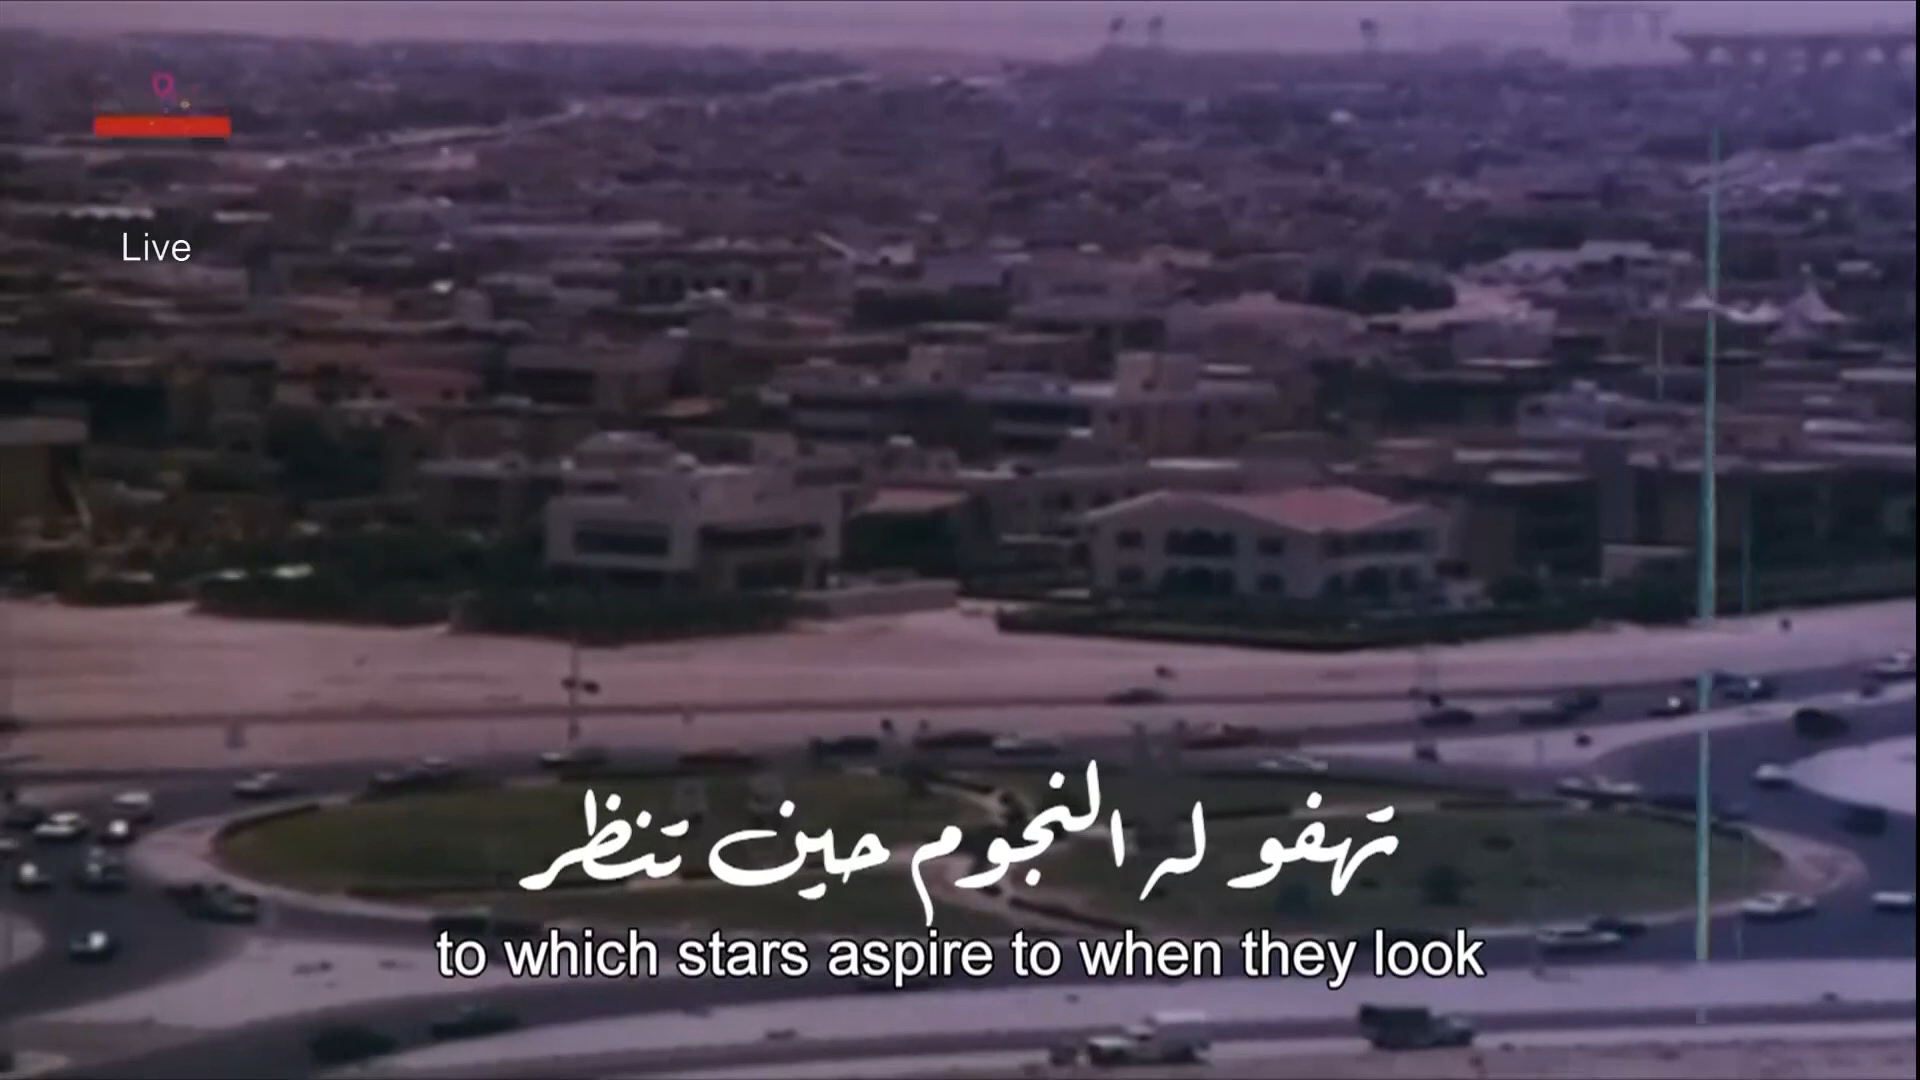 Live
تهفو له النجوم حين تنظر
to which stars aspire to when they look